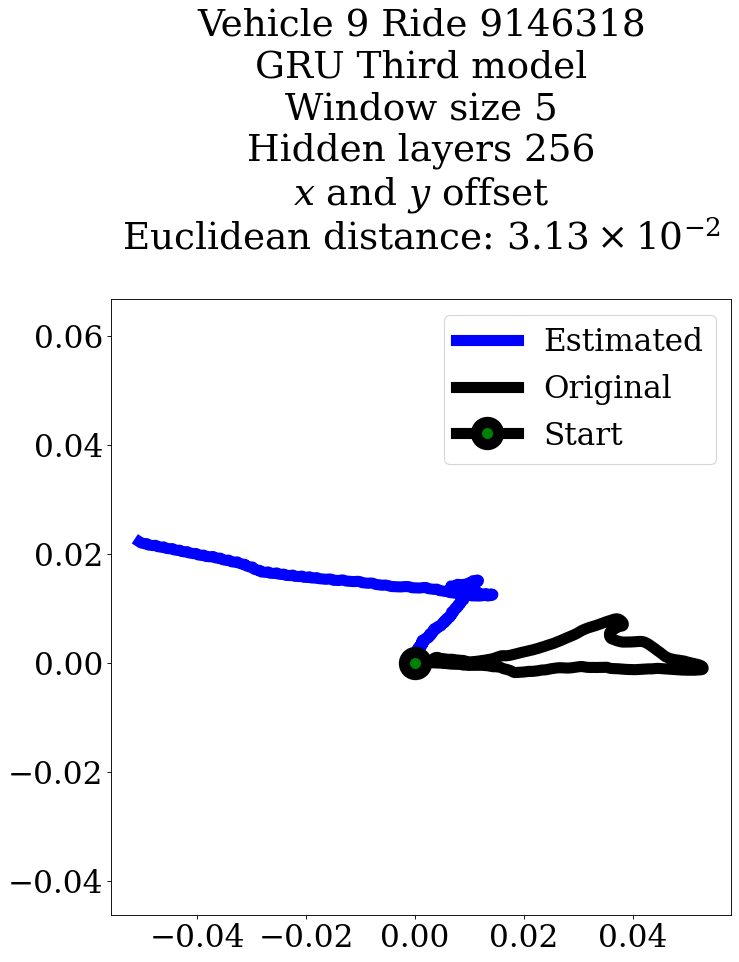 Vehicle 9 Ride 9146318
GRU Third model
Window size 5
Hidden layers 256
x and y offset
Euclidean distance: 3.13 × 10⁻²
Estimated
Original
Start
0.06
0.04
0.02
0.00
−0.02
−0.04
−0.04 −0.02 0.00 0.02 0.04